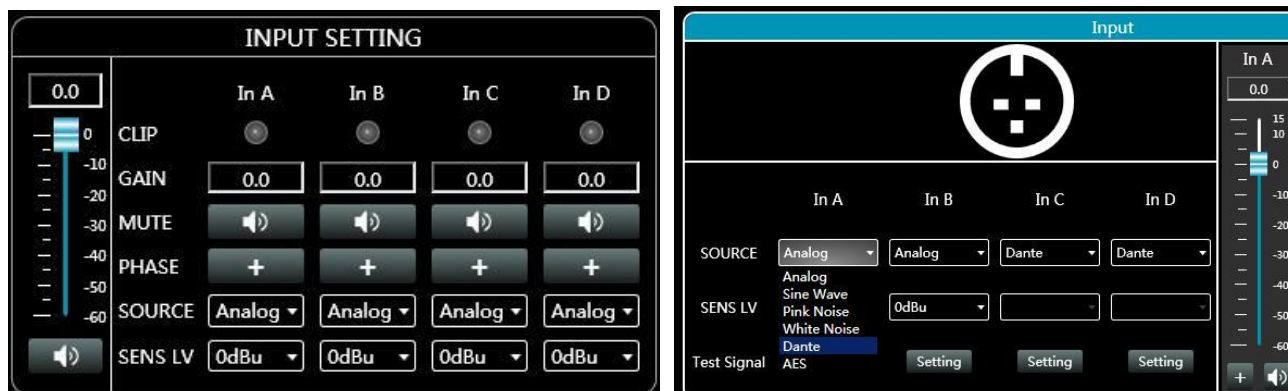 INPUT SETTING
0.0 In A In B In C In D
0 CLIP
-10
GAIN 0.0 0.0 0.0 0.0
-20
-30 MUTE
-40
PHASE + + + +
-50
-60 SOURCE Analog Analog Analog Analog
SENS LV 0dBu 0dBu 0dBu 0dBu
Input
In A In B In C In D
SOURCE Analog Analog Dante Dante
Analog
Sine Wave
SENS LV Pink Noise 0dBu
White Noise
Dante
Test Signal AES Setting Setting Setting
In A
0.0
15
10
0
-10
-20
-30
-40
-50
-60
+